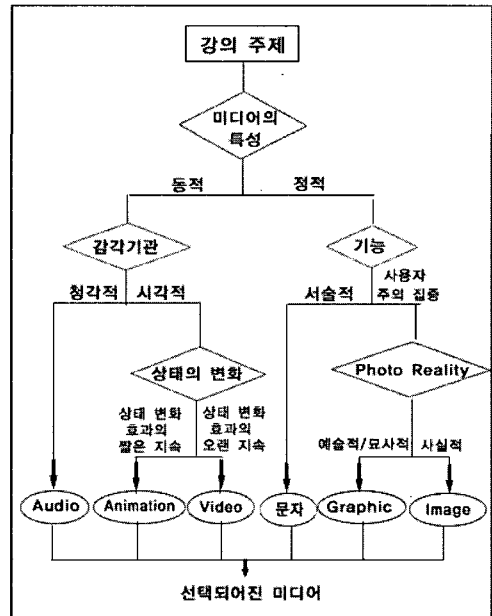 강의 주제
미디어의
특성
동적
정적
감각기관
기능
청각적
시각적
서술적
사용자
주의 집중
상태의 변화
Photo Reality
상태 변화
효과의
짧은 지속
상태 변화
효과의
오랜 지속
예술적/묘사적
사실적
Audio
Animation
Video
문자
Graphic
Image
선택되어진 미디어